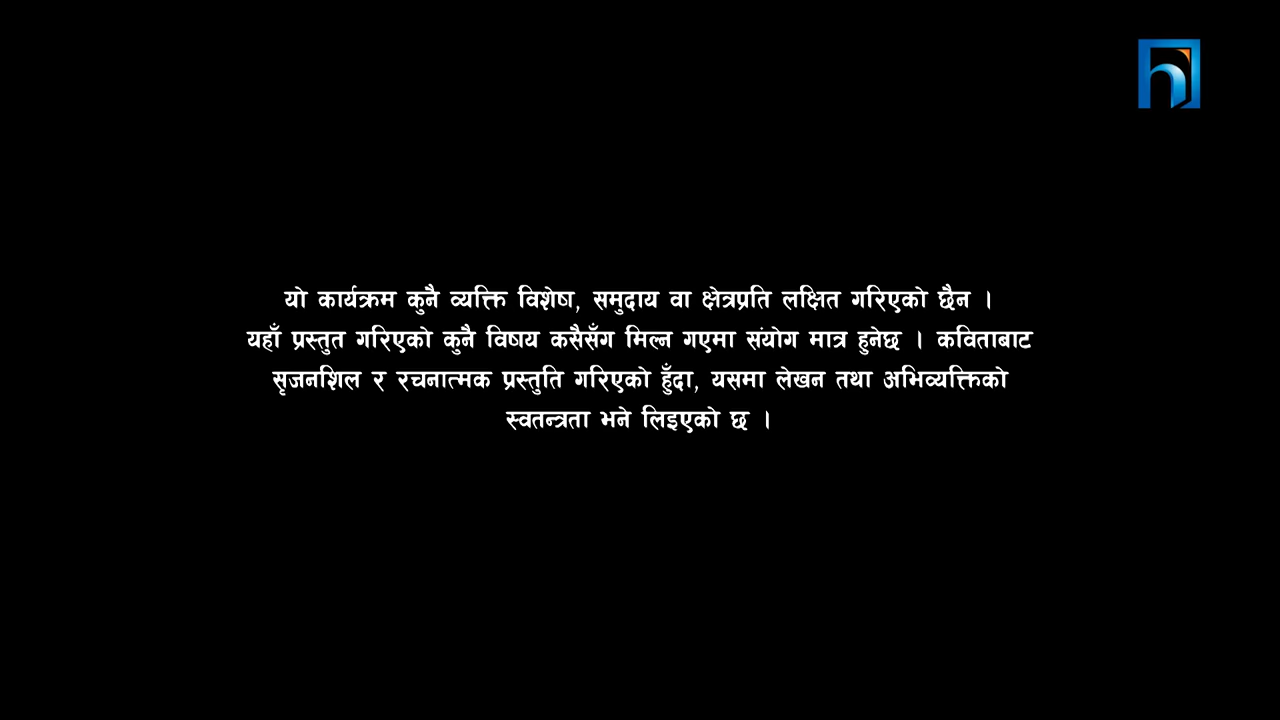 यो कार्यक्रम कुनै व्यक्ति विशेष, समुदाय वा क्षेत्रप्रति लक्षित गरिएको छैन ।
यहाँ प्रस्तुत गरिएको कुनै विषय कसैसँग मिल्न गएमा संयोग मात्र हुनेछ । कविताबाट
सृजनशिल र रचनात्मक प्रस्तुति गरिएको हुँदा, यसमा लेखन तथा अभिव्यक्तिको
स्वतन्त्रता भने लिइएको छ ।